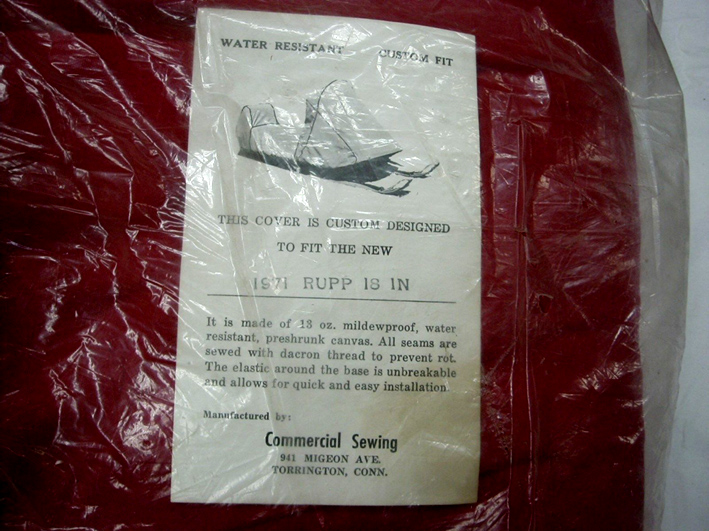 WATER RESISTANT CUSTOM FIT
THIS COVER IS CUSTOM DESIGNED
TO FIT THE NEW
1971 RUPP 18 IN
It is made of 13 oz. mildewproof, water
resistant, preshrunk canvas. All seams are
sewed with dacron thread to prevent rot.
The elastic around the base is unbreakable
and allows for quick and easy installation.
Manufactured by:
Commercial Sewing
941 MIGEON AVE.
TORRINGTON, CONN.